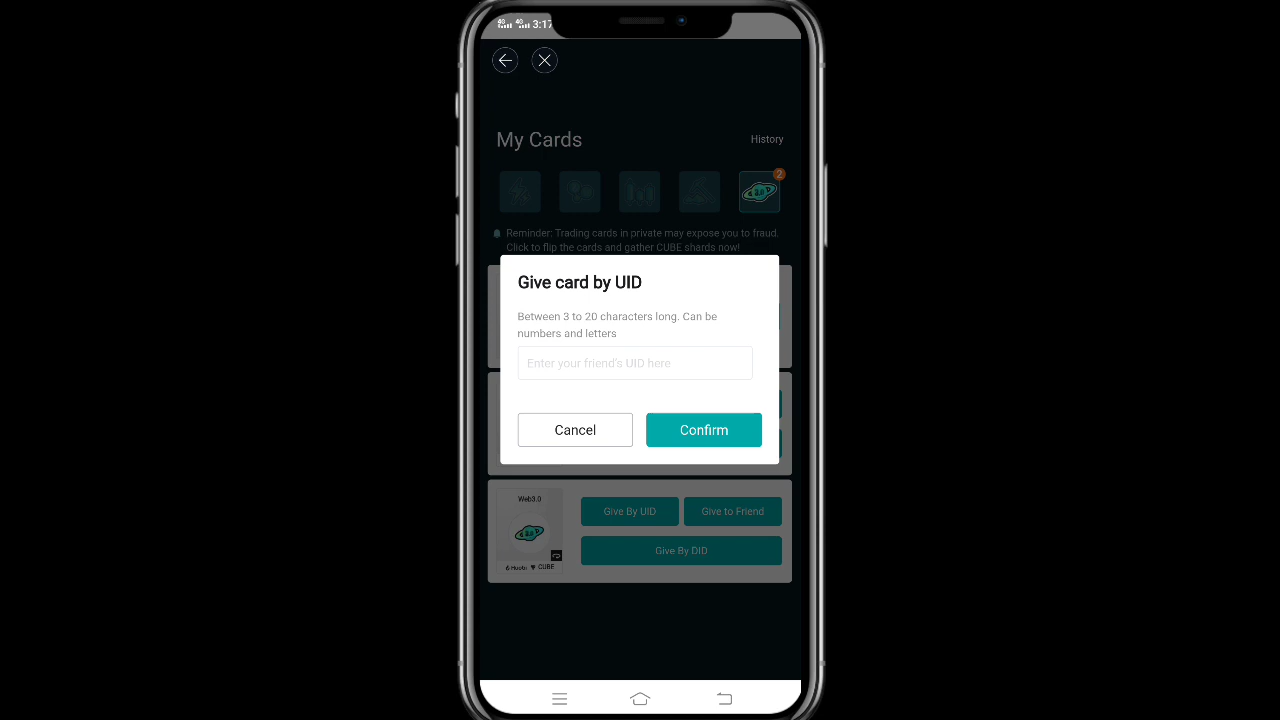 4G 4G 3:17
My Cards
History
2
Reminder: Trading cards in private may expose you to fraud.
Click to flip the cards and gather CUBE shards now!
Give card by UID
Between 3 to 20 characters long. Can be
numbers and letters
Enter your friend's UID here
Cancel
Confirm
Web3.0
Give By UID
Give to Friend
Give By DID
Huobi
CUBE